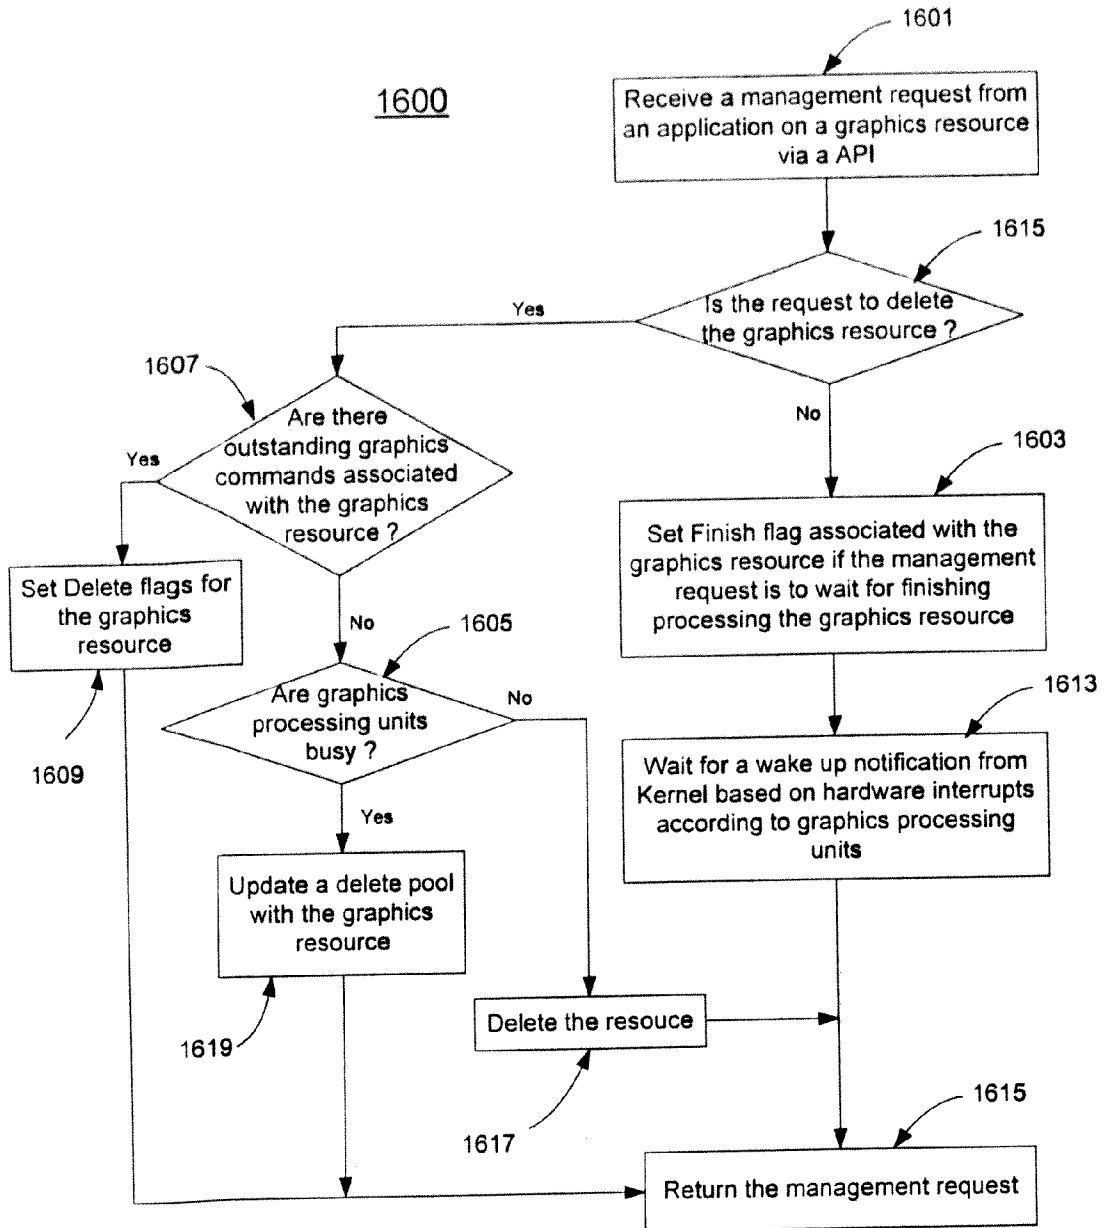 1601
1600
Receive a management request from
an application on a graphics resource
via a API
1615
Is the request to delete
the graphics resource ?
Yes
No
1607
Are there
outstanding graphics
commands associated
with the graphics
resource ?
Yes
No
1603
Set Finish flag associated with the
graphics resource if the management
request is to wait for finishing
processing the graphics resource
Set Delete flags for
the graphics
resource
1609
1605
Are graphics
processing units
busy ?
No
Yes
1613
Wait for a wake up notification from
Kernel based on hardware interrupts
according to graphics processing
units
Update a delete pool
with the graphics
resource
1619
Delete the resouce
1617
1615
Return the management request